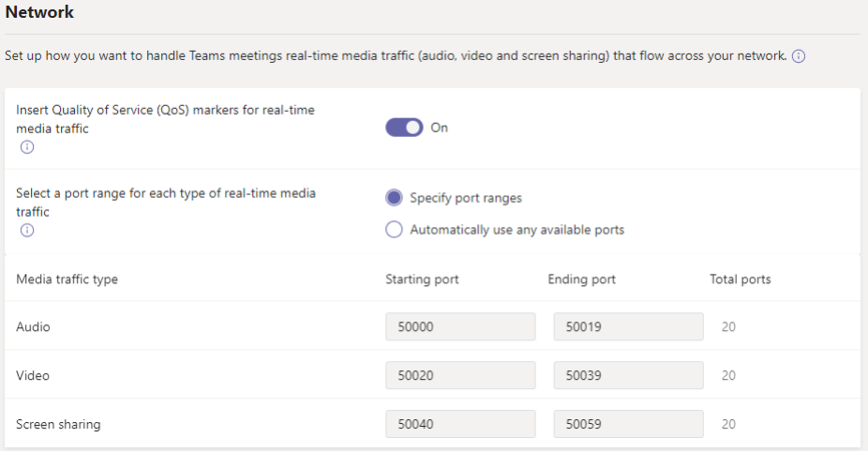 Network
Set up how you want to handle Teams meetings real-time media traffic (audio, video and screen sharing) that flow across your network.
Insert Quality of Service (QoS) markers for real-time
media traffic
On
Select a port range for each type of real-time media
traffic
Specify port ranges
Automatically use any available ports
Media traffic type Starting port Ending port Total ports
Audio 50000 50019 20
Video 50020 50039 20
Screen sharing 50040 50059 20